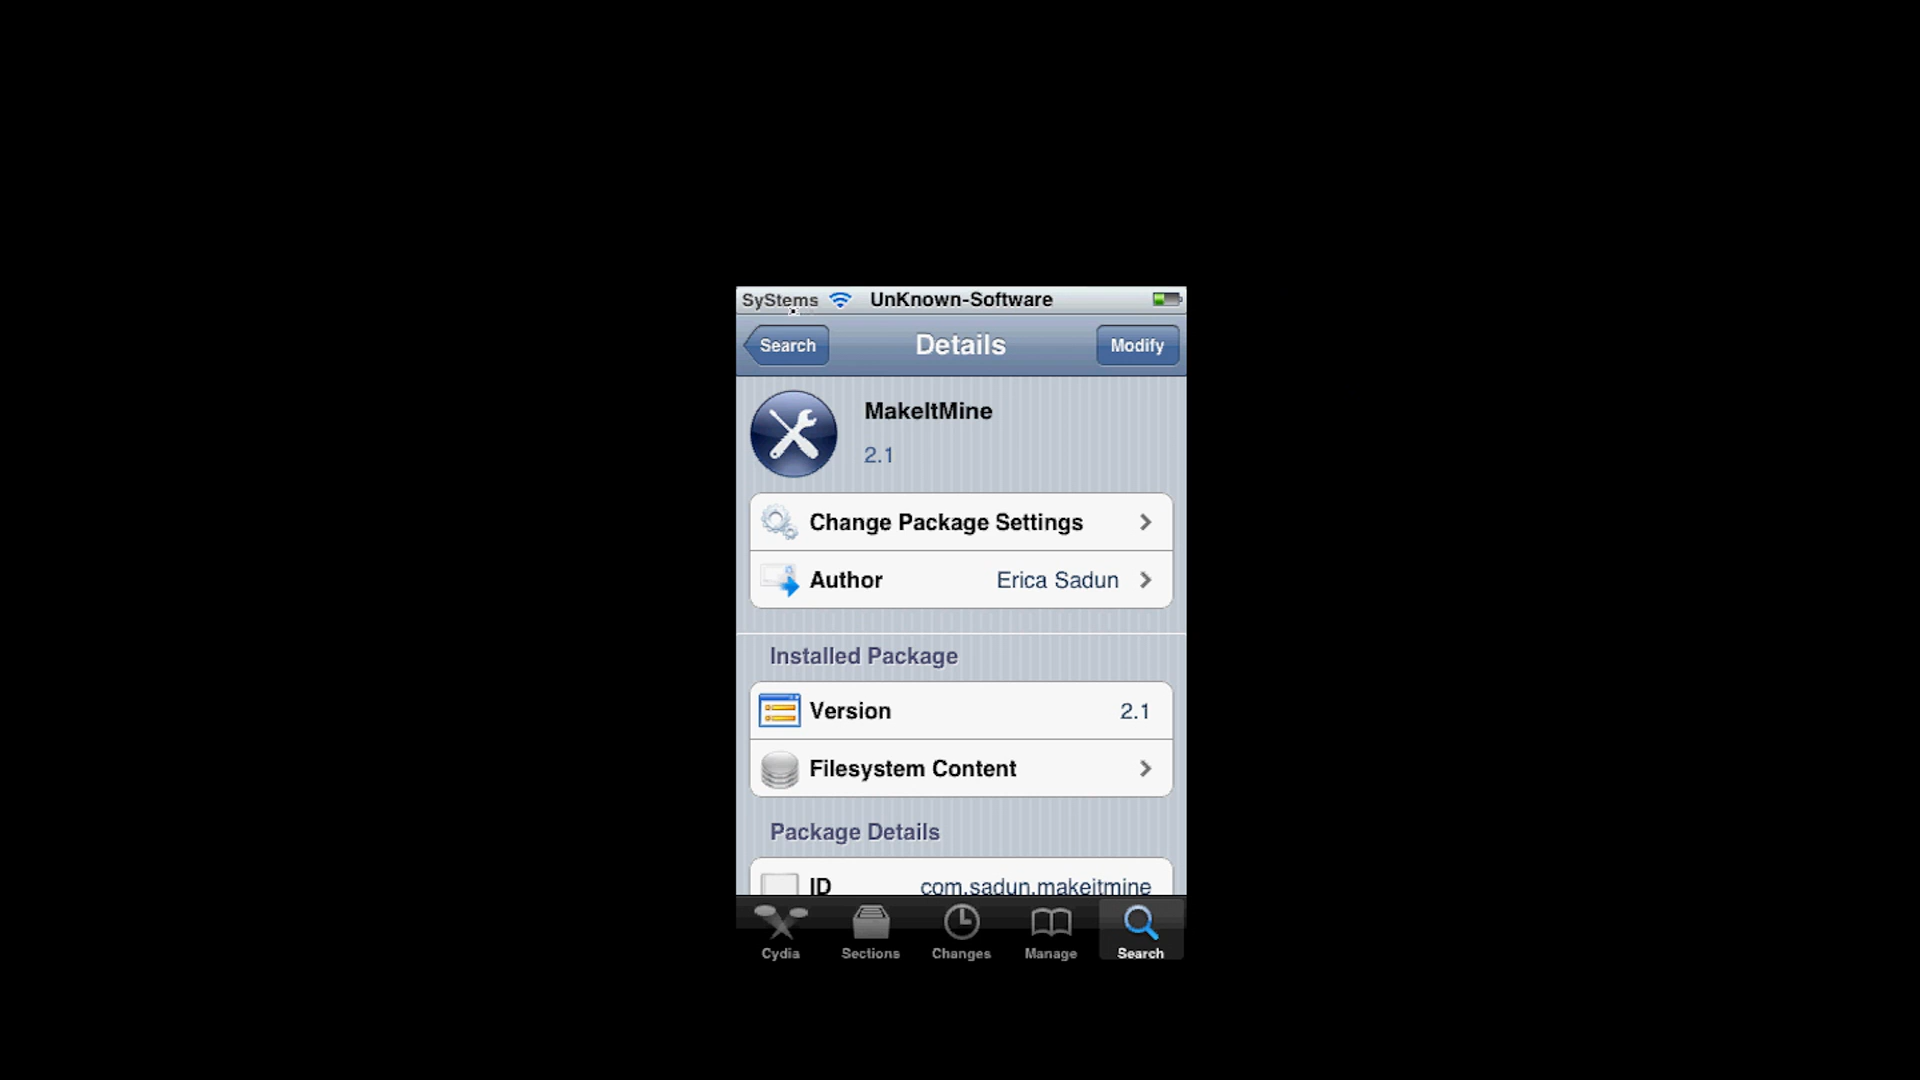 SyStems UnKnown-Software
Search Details Modify
MakeItMine
2.1
Change Package Settings
Author Erica Sadun
Installed Package
Version 2.1
Filesystem Content
Package Details
ID com.sadun.makeitmine
Cydia Sections Changes Manage Search